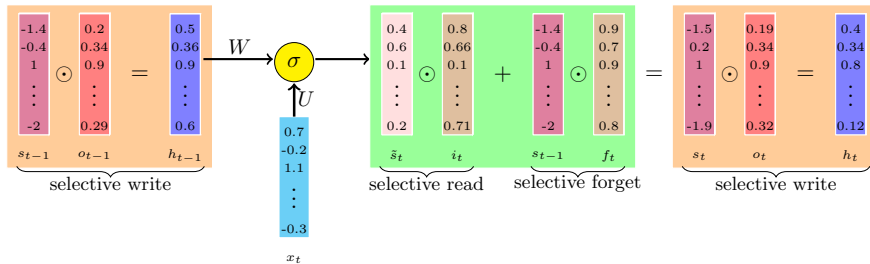 -1.4 0.2 0.5 0.4 0.8 -1.4 0.9 -1.5 0.19 0.4
-0.4 0.34 0.36 W 0.6 0.66 -0.4 0.7 0.2 0.34 0.34
1 ⊙ 0.9 = 0.9 σ 0.1 ⊙ 0.1 + 1 ⊙ 0.9 = 1 ⊙ 0.9 = 0.8
⋮ ⋮ ⋮ U ⋮ ⋮ ⋮ ⋮ ⋮ ⋮ ⋮
-2 0.29 0.6 0.2 0.71 -2 0.8 -1.9 0.32 0.12
s_{t−1} o_{t−1} h_{t−1} s̃_t i_t s_{t−1} f_t s_t o_t h_t
selective write selective read selective forget selective write
0.7
-0.2
1.1
⋮
-0.3
x_t